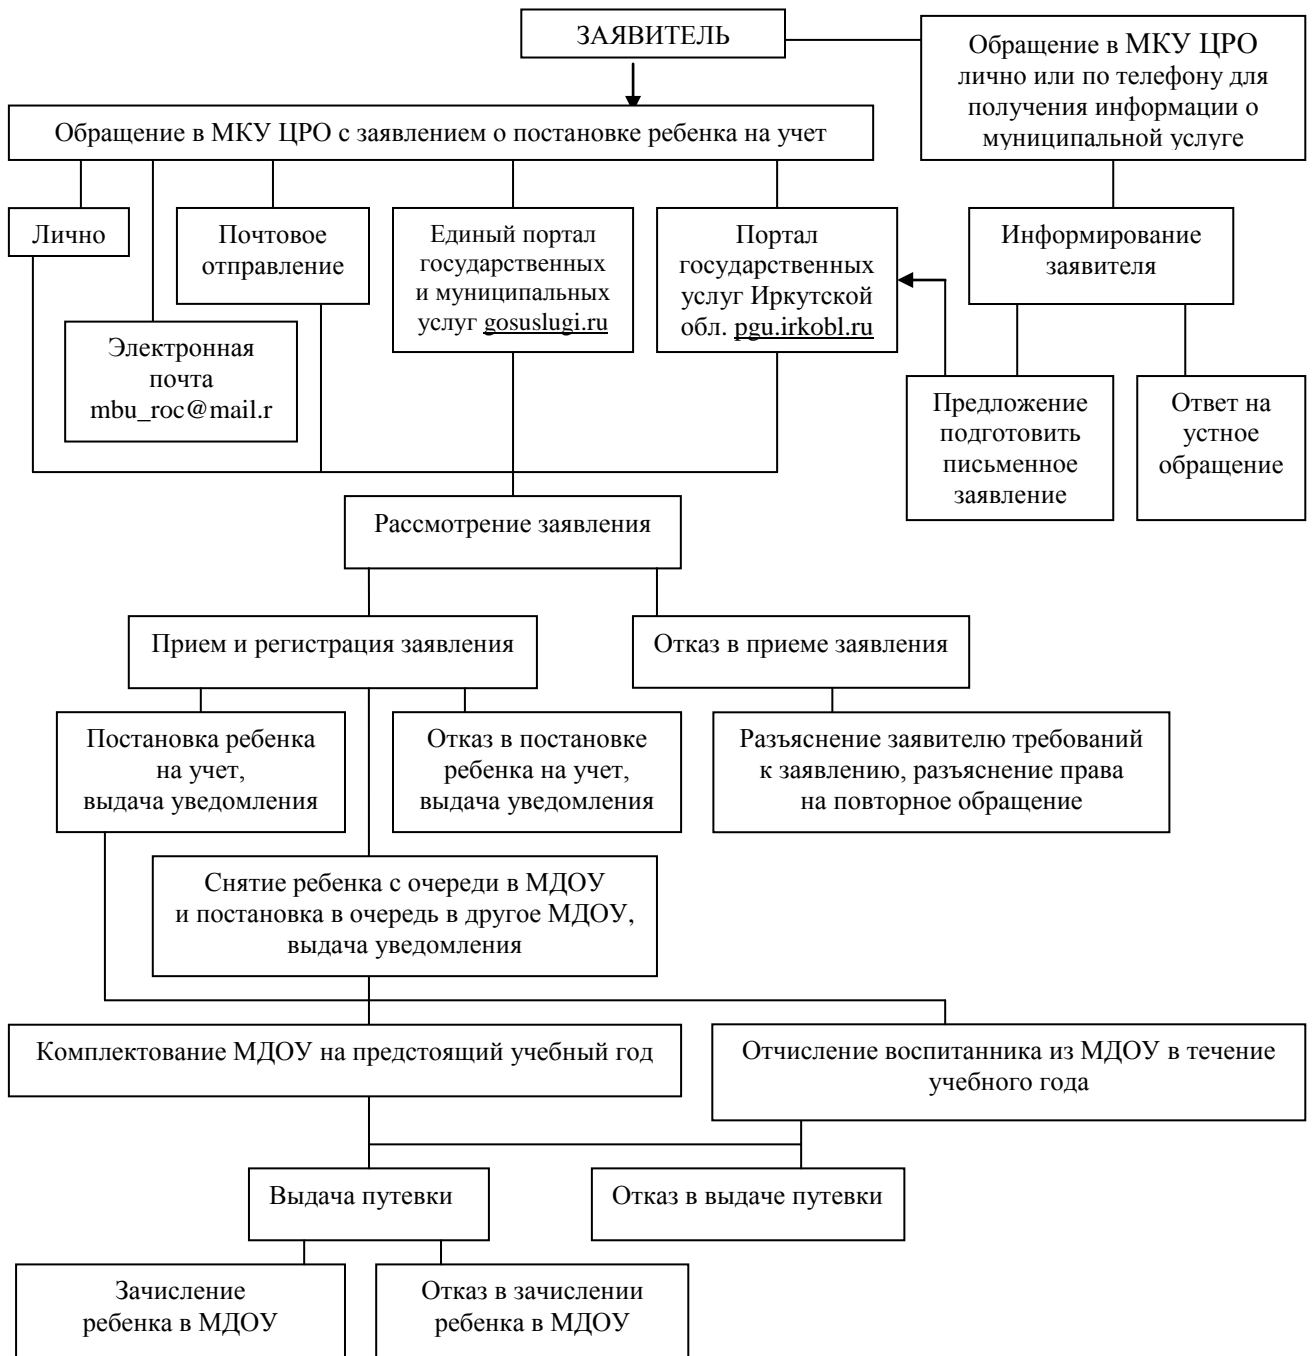 ЗАЯВИТЕЛЬ
Обращение в МКУ ЦРО
лично или по телефону для
получения информации о
муниципальной услуге
Обращение в МКУ ЦРО с заявлением о постановке ребенка на учет
Лично
Почтовое
отправление
Единый портал
государственных
и муниципальных
услуг gosuslugi.ru
Портал
государственных
услуг Иркутской
обл. pgu.irkobl.ru
Информирование
заявителя
Электронная
почта
mbu_roc@mail.r
Предложение
подготовить
письменное
заявление
Ответ на
устное
обращение
Рассмотрение заявления
Прием и регистрация заявления
Отказ в приеме заявления
Постановка ребенка
на учет,
выдача уведомления
Отказ в постановке
ребенка на учет,
выдача уведомления
Разъяснение заявителю требований
к заявлению, разъяснение права
на повторное обращение
Снятие ребенка с очереди в МДОУ
и постановка в очередь в другое МДОУ,
выдача уведомления
Комплектование МДОУ на предстоящий учебный год
Отчисление воспитанника из МДОУ в течение
учебного года
Выдача путевки
Отказ в выдаче путевки
Зачисление
ребенка в МДОУ
Отказ в зачислении
ребенка в МДОУ